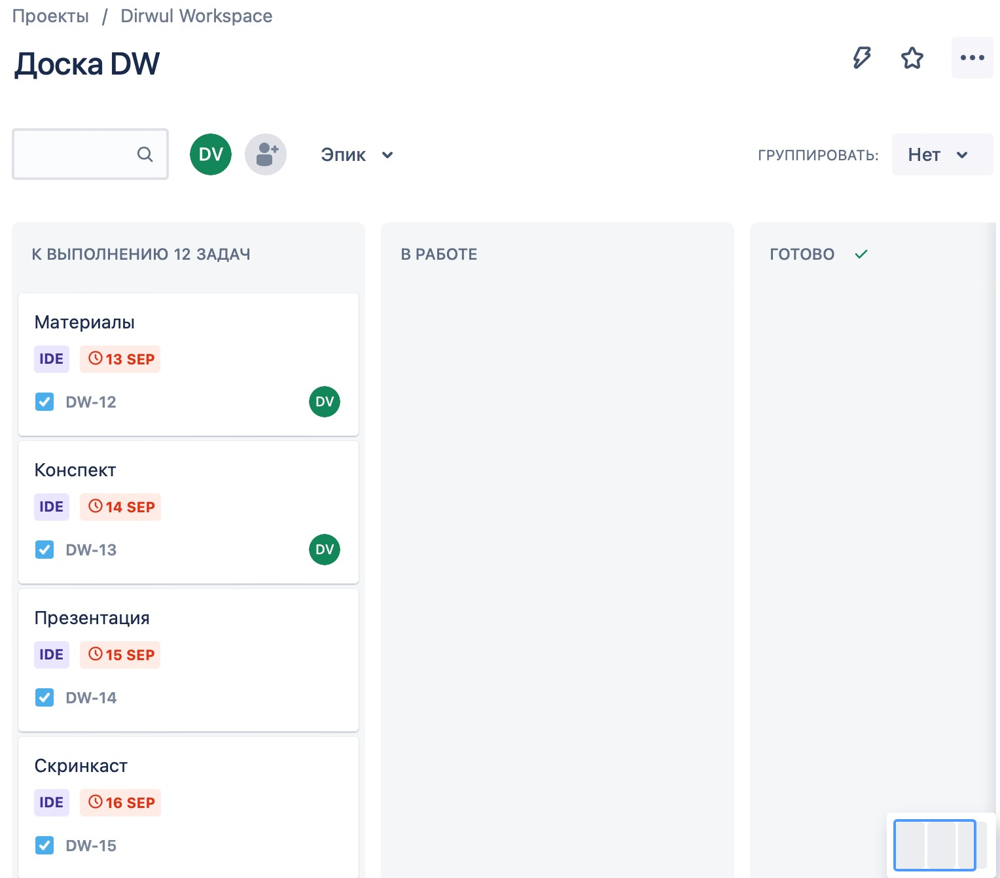 Проекты / Dirwul Workspace
Доска DW
DV
Эпик
ГРУППИРОВАТЬ:
Нет
К ВЫПОЛНЕНИЮ 12 ЗАДАЧ
Материалы
IDE 13 SEP
DW-12 DV
Конспект
IDE 14 SEP
DW-13 DV
Презентация
IDE 15 SEP
DW-14
Скринкаст
IDE 16 SEP
DW-15
В РАБОТЕ
ГОТОВО